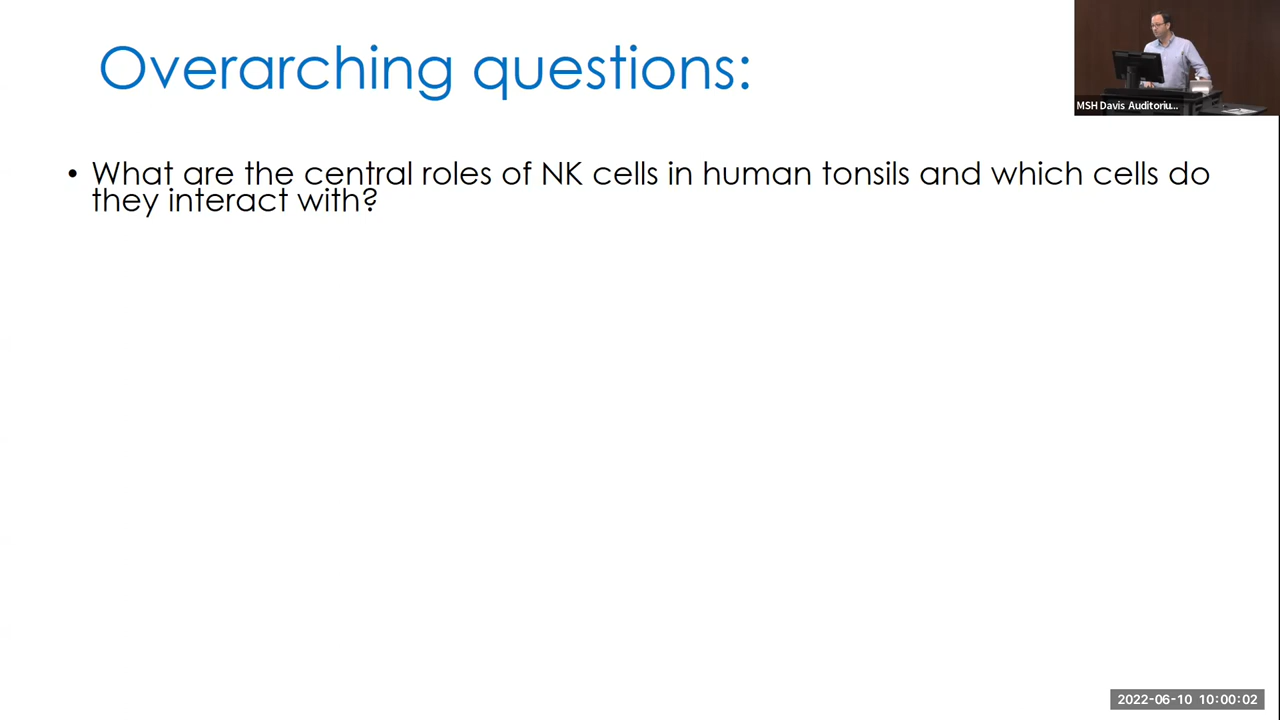 Overarching questions:
MSH Davis Auditoriu...
• What are the central roles of NK cells in human tonsils and which cells do
they interact with?
2022-06-10 10:00:02